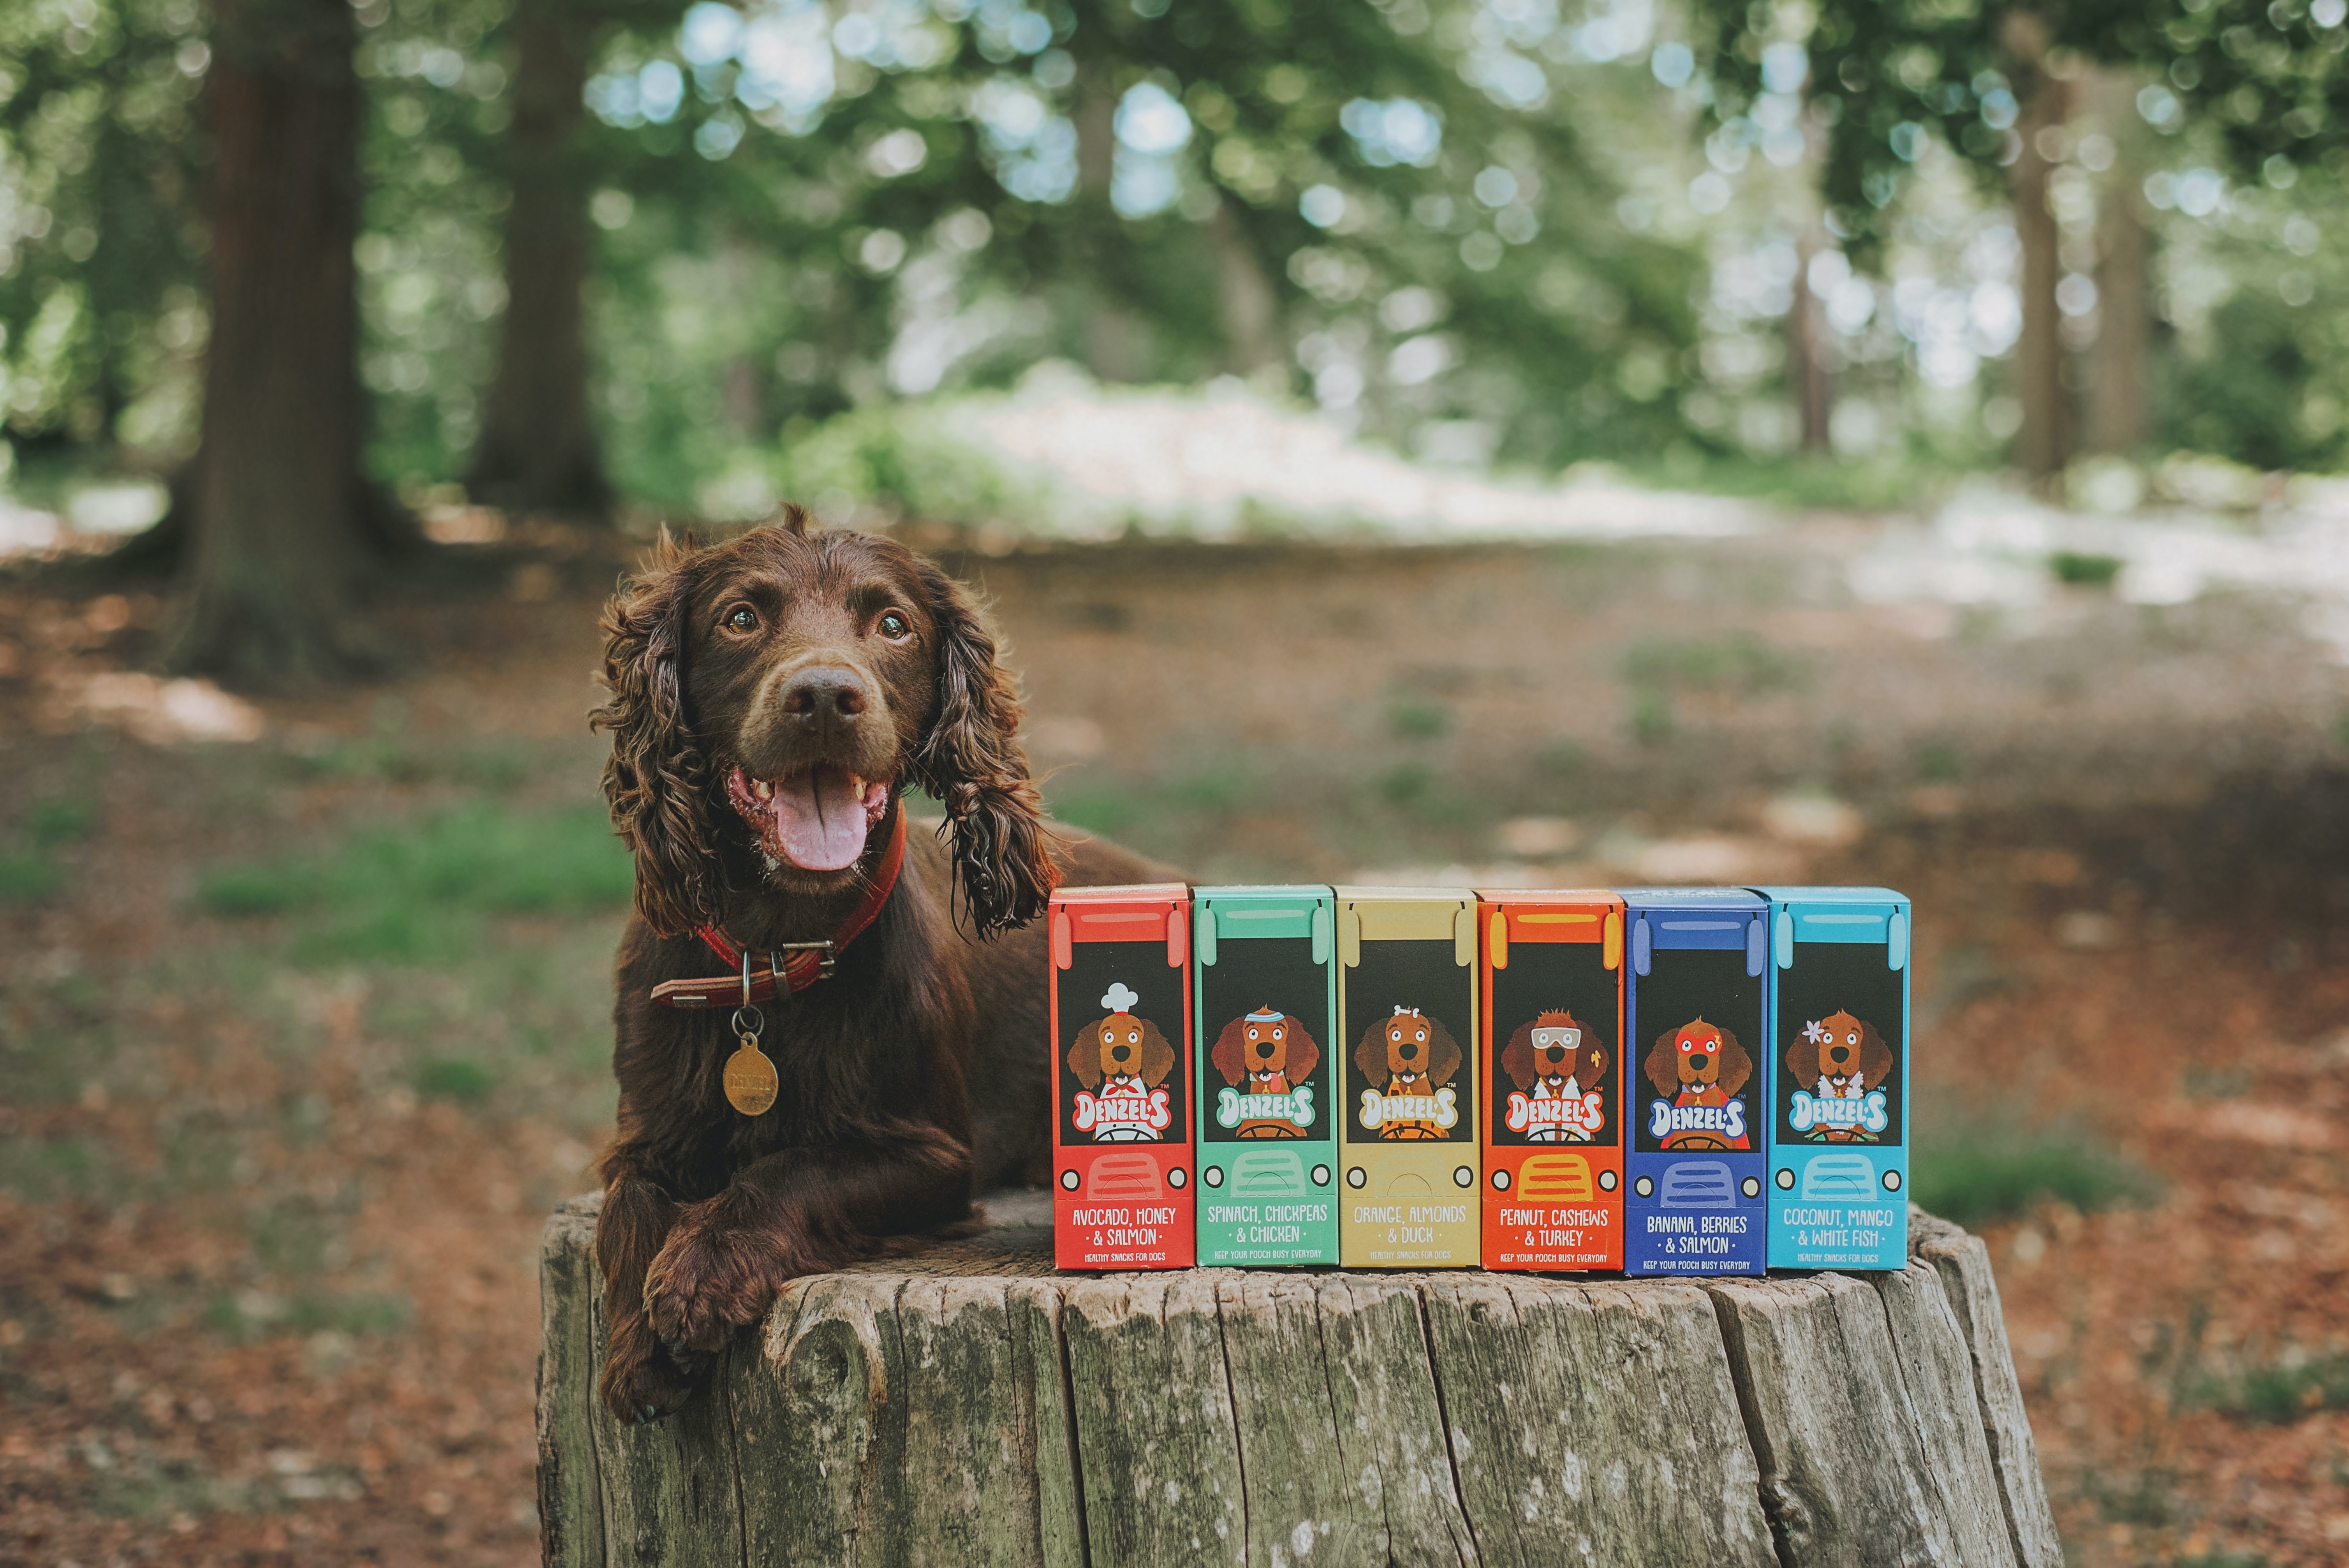 DENZEL'S
AVOCADO, HONEY
& SALMON
HEALTHY SNACKS FOR DOGS
DENZEL'S
SPINACH, CHICKPEAS
& CHICKEN
KEEP YOUR POOCH BUSY EVERYDAY
DENZEL'S
ORANGE, ALMONDS
& DUCK
HEALTHY SNACKS FOR DOGS
DENZEL'S
PEANUT, CASHEWS
& TURKEY
KEEP YOUR POOCH BUSY EVERYDAY
DENZEL'S
BANANA, BERRIES
& SALMON
KEEP YOUR POOCH BUSY EVERYDAY
DENZEL'S
COCONUT, MANGO
& WHITE FISH
HEALTHY SNACKS FOR DOGS
DENZEL